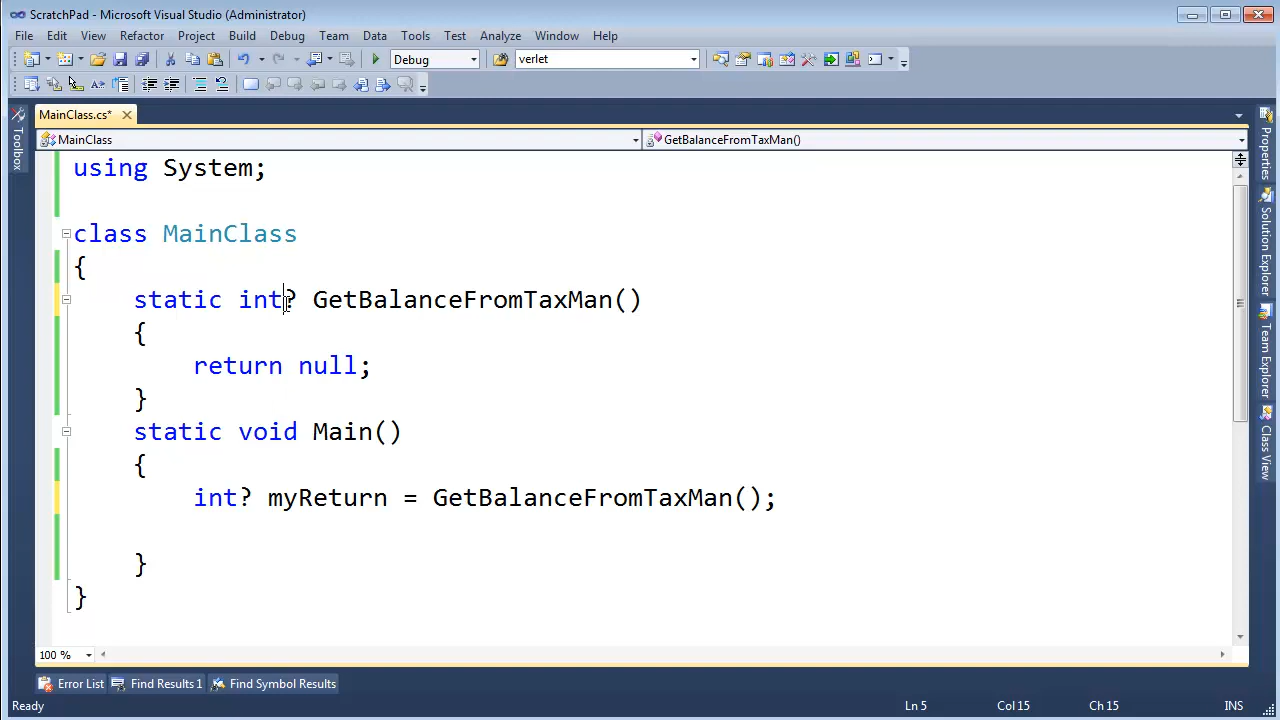 ScratchPad - Microsoft Visual Studio (Administrator)
File Edit View Refactor Project Build Debug Team Data Tools Test Analyze Window Help
Debug verlet
MainClass.cs*
MainClass GetBalanceFromTaxMan()
Toolbox
using System;
class MainClass
{
static int? GetBalanceFromTaxMan()
{
return null;
}
static void Main()
{
int? myReturn = GetBalanceFromTaxMan();
}
}
Properties
Solution Explorer
Team Explorer
Class View
100 %
Error List Find Results 1 Find Symbol Results
Ready Ln 5 Col 15 Ch 15 INS